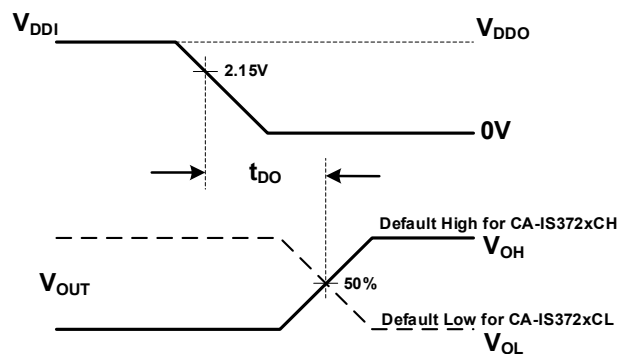 VDDI
VDDO
2.15V
0V
tDO
Default High for CA-IS372xCH
VOH
VOUT
50%
Default Low for CA-IS372xCL
VOL